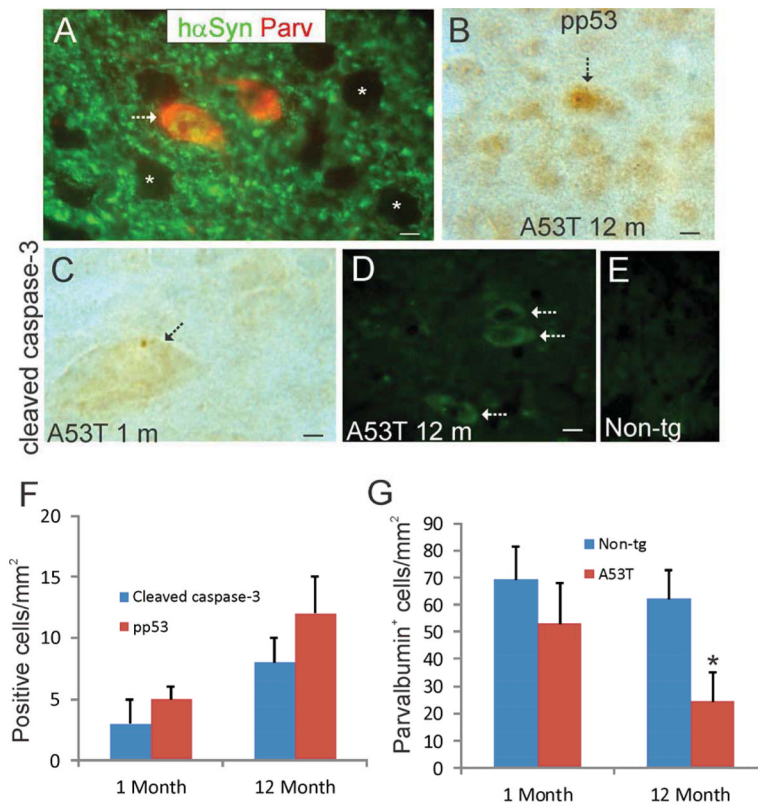 A
hαSyn Parv
*
*
*
B
pp53
A53T 12 m
cleaved caspase-3
C
A53T 1 m
D
A53T 12 m
E
Non-tg
F
Positive cells/mm²
20
15
10
5
0
Cleaved caspase-3
pp53
1 Month
12 Month
G
Parvalbumin⁺ cells/mm²
90
80
70
60
50
40
30
20
10
0
Non-tg
A53T
*
1 Month
12 Month